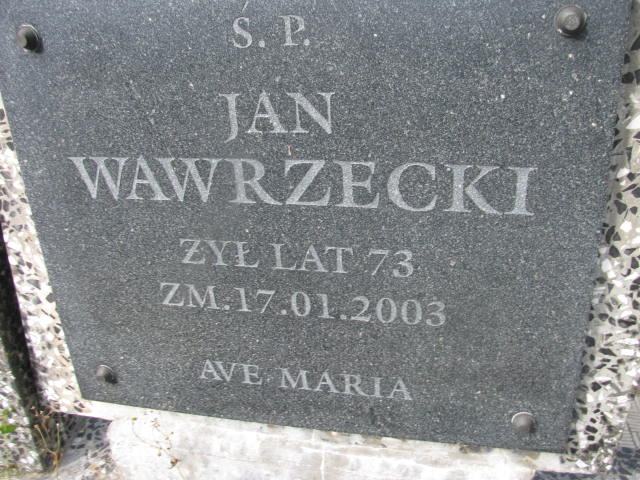 Ś. P.
JAN
WAWRZECKI
ŻYŁ LAT 73
ZM.17.01.2003
AVE MARIA